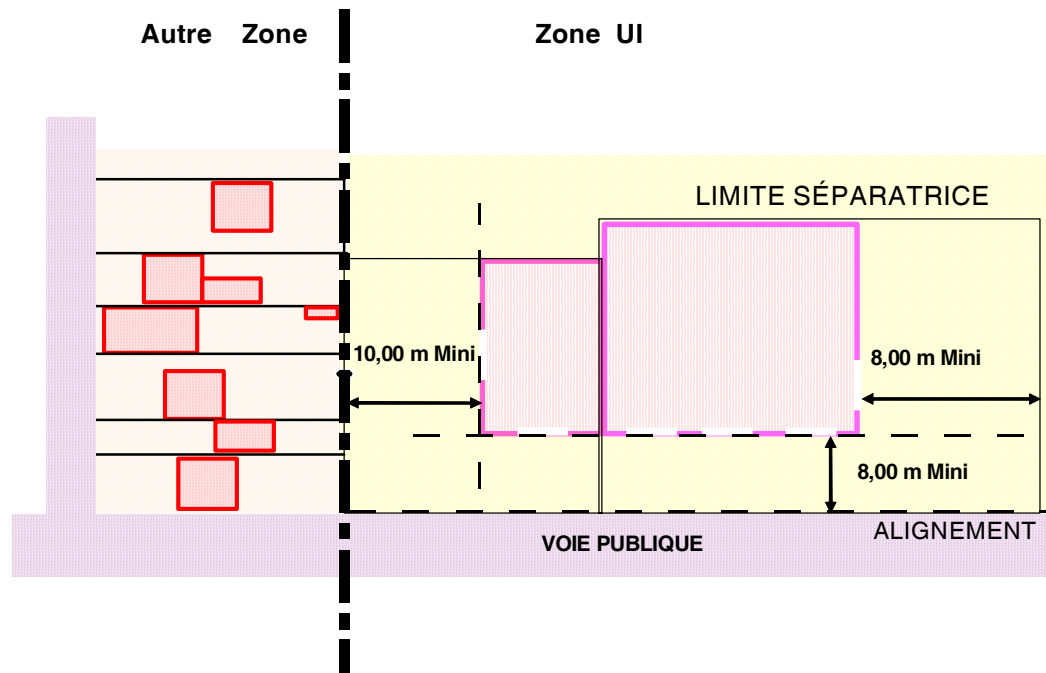 Autre Zone
Zone UI
LIMITE SÉPARATRICE
10,00 m Mini
8,00 m Mini
8,00 m Mini
VOIE PUBLIQUE
ALIGNEMENT